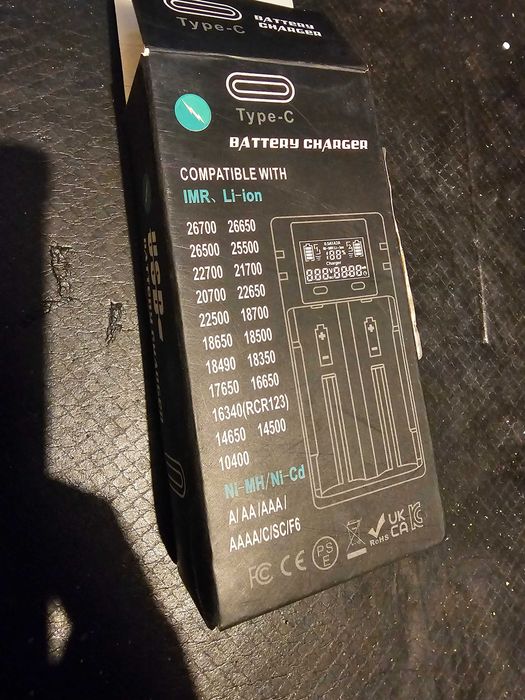 Type-C BATTERY CHARGER
Type-C
BATTERY CHARGER
COMPATIBLE WITH
IMR、Li-ion
26700 26650
26500 25500
22700 21700
20700 22650
22500 18700
18650 18500
18490 18350
17650 16650
16340(RCR123)
14650 14500
10400
Ni-MH/Ni-Cd
A/AA/AAA/
AAAA/C/SC/F6
Charger
FC CE PSE RoHS UKCA